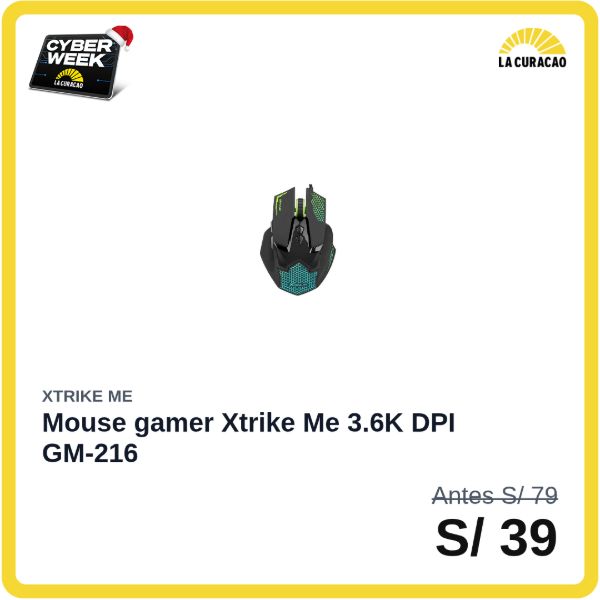 CYBER
WEEK
LA CURACAO
LA CURACAO
XTRIKE ME
Mouse gamer Xtrike Me 3.6K DPI
GM-216
Antes S/ 79
S/ 39